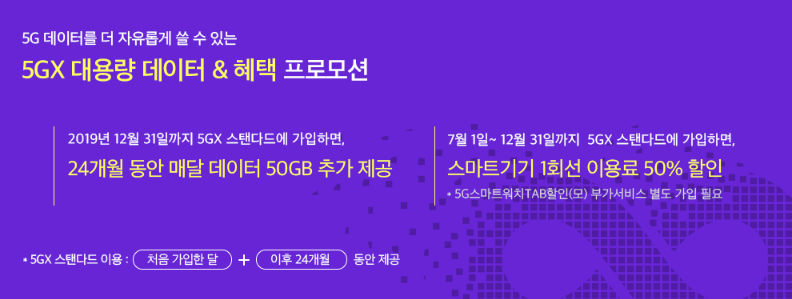 5G 데이터를 더 자유롭게 쓸 수 있는
5GX 대용량 데이터 & 혜택 프로모션
2019년 12월 31일까지 5GX 스탠다드에 가입하면,
24개월 동안 매달 데이터 50GB 추가 제공
7월 1일~ 12월 31일까지 5GX 스탠다드에 가입하면,
스마트기기 1회선 이용료 50% 할인
* 5G스마트워치TAB할인(모) 부가서비스 별도 가입 필요
* 5GX 스탠다드 이용 : 처음 가입한 달 + 이후 24개월 동안 제공